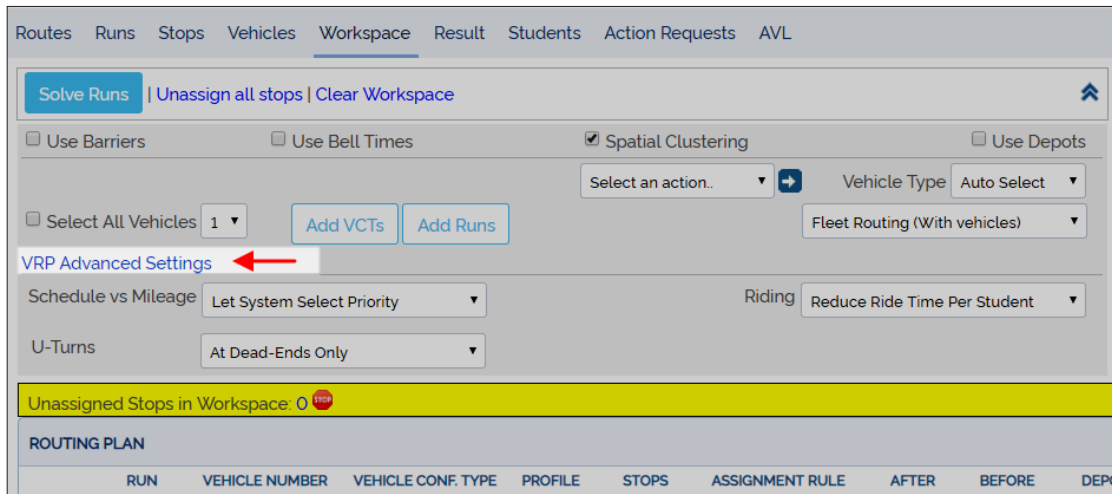 Routes Runs Stops Vehicles Workspace Result Students Action Requests AVL
Solve Runs | Unassign all stops | Clear Workspace
Use Barriers Use Bell Times Spatial Clustering Use Depots
Select an action.. Vehicle Type Auto Select
Select All Vehicles 1 Add VCTs Add Runs Fleet Routing (With vehicles)
VRP Advanced Settings
Schedule vs Mileage Let System Select Priority Riding Reduce Ride Time Per Student
U-Turns At Dead-Ends Only
Unassigned Stops in Workspace: 0 STOP
ROUTING PLAN
RUN VEHICLE NUMBER VEHICLE CONF. TYPE PROFILE STOPS ASSIGNMENT RULE AFTER BEFORE DEPO